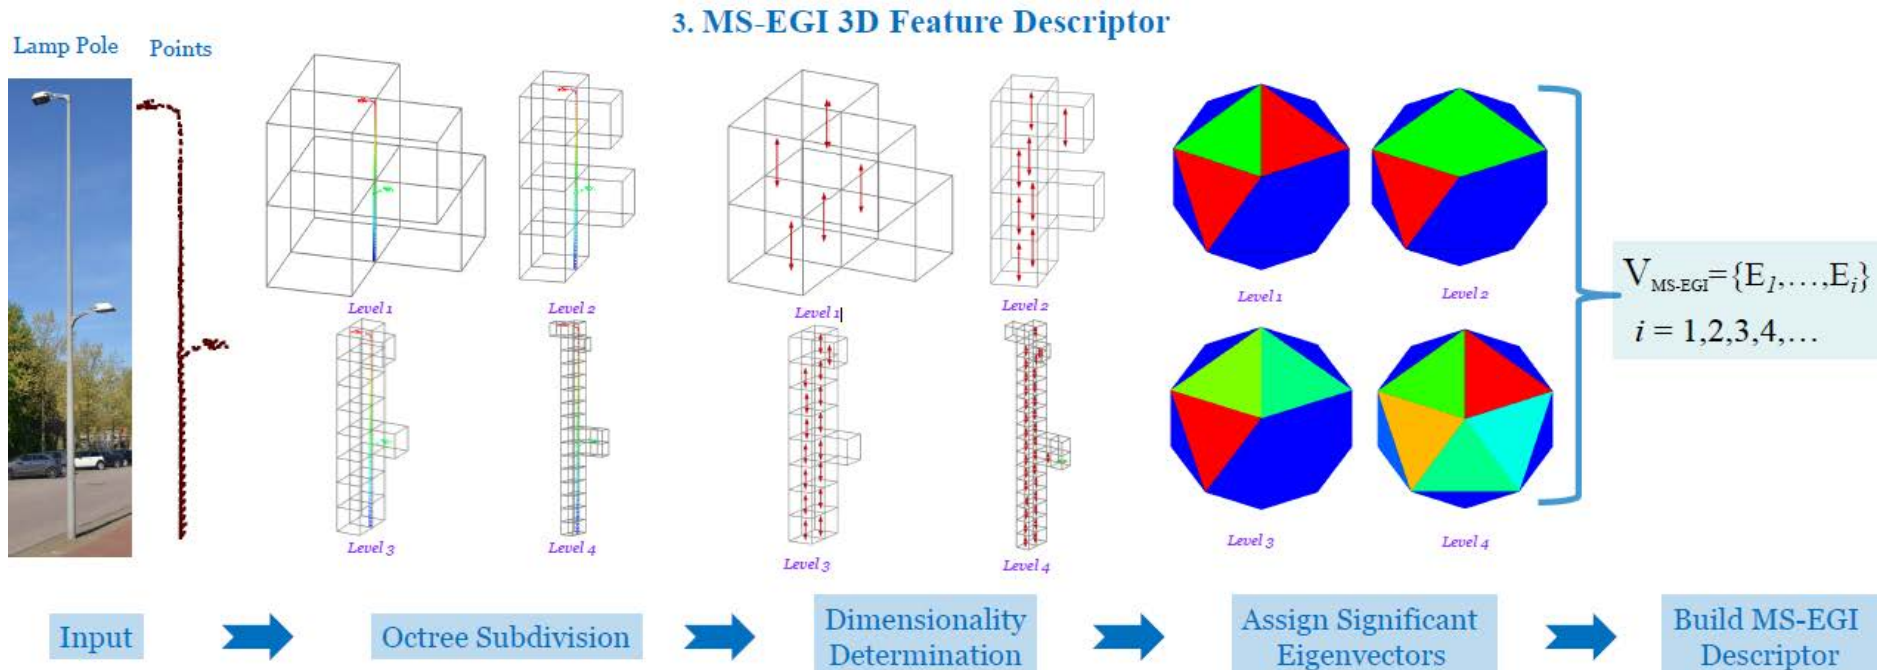 3. MS-EGI 3D Feature Descriptor
Lamp Pole
Points
Level 1
Level 2
Level 3
Level 4
Level 1
Level 2
Level 3
Level 4
Level 1
Level 2
Level 3
Level 4
V MS-EGI={E1,...,Ei}
i = 1,2,3,4,...
Input
Octree Subdivision
Dimensionality
Determination
Assign Significant
Eigenvectors
Build MS-EGI
Descriptor